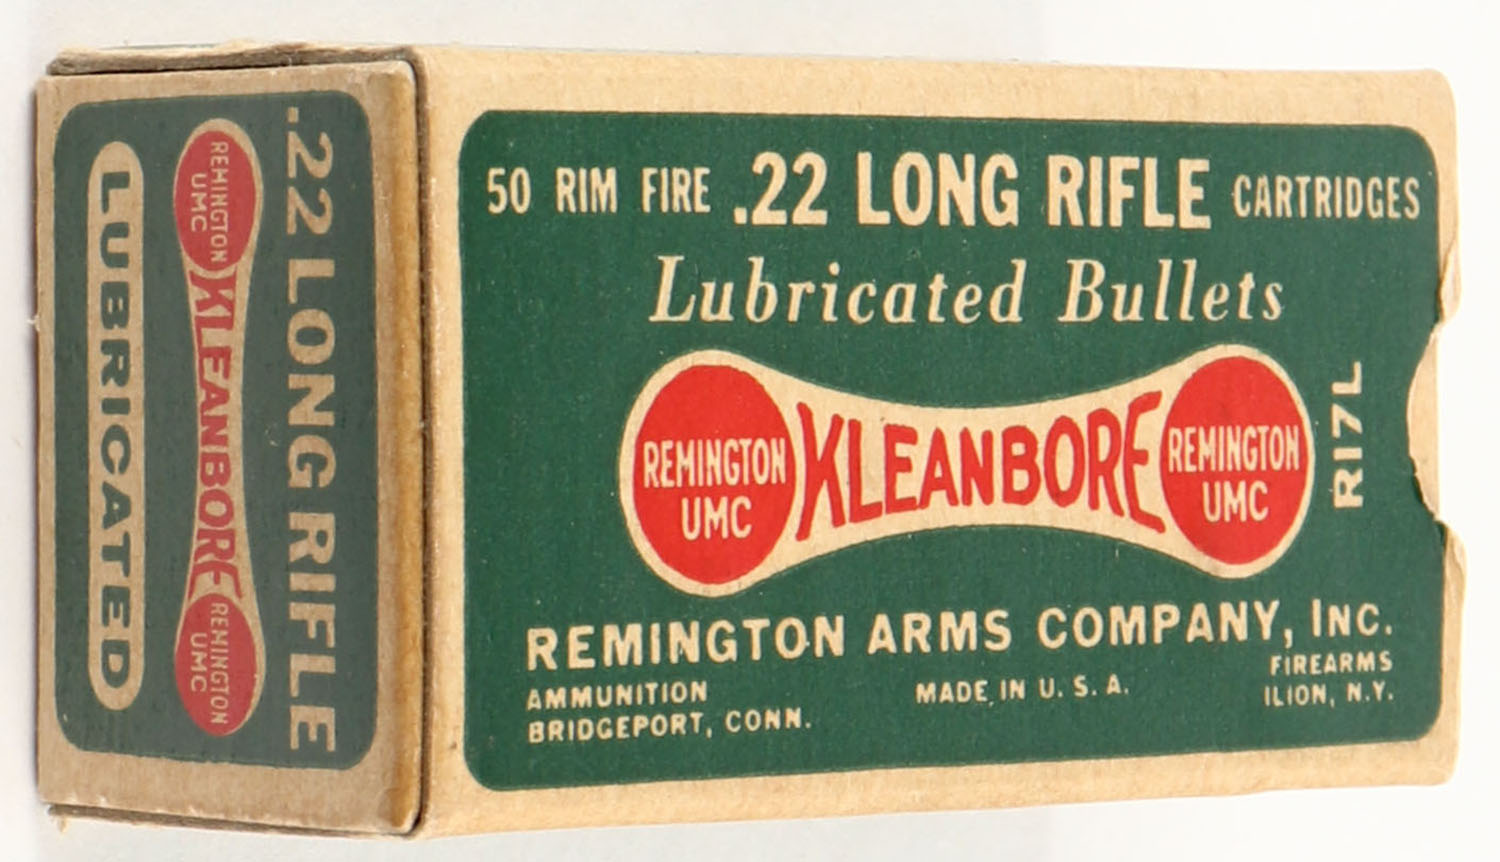 .22 LONG RIFLE
REMINGTON
UMC
KLEANBORE
REMINGTON
UMC
LUBRICATED
50 RIM FIRE .22 LONG RIFLE CARTRIDGES
Lubricated Bullets
REMINGTON
UMC
KLEANBORE
REMINGTON
UMC
R17L
REMINGTON ARMS COMPANY, INC.
AMMUNITION
BRIDGEPORT, CONN.
MADE IN U. S. A.
FIREARMS
ILION, N.Y.